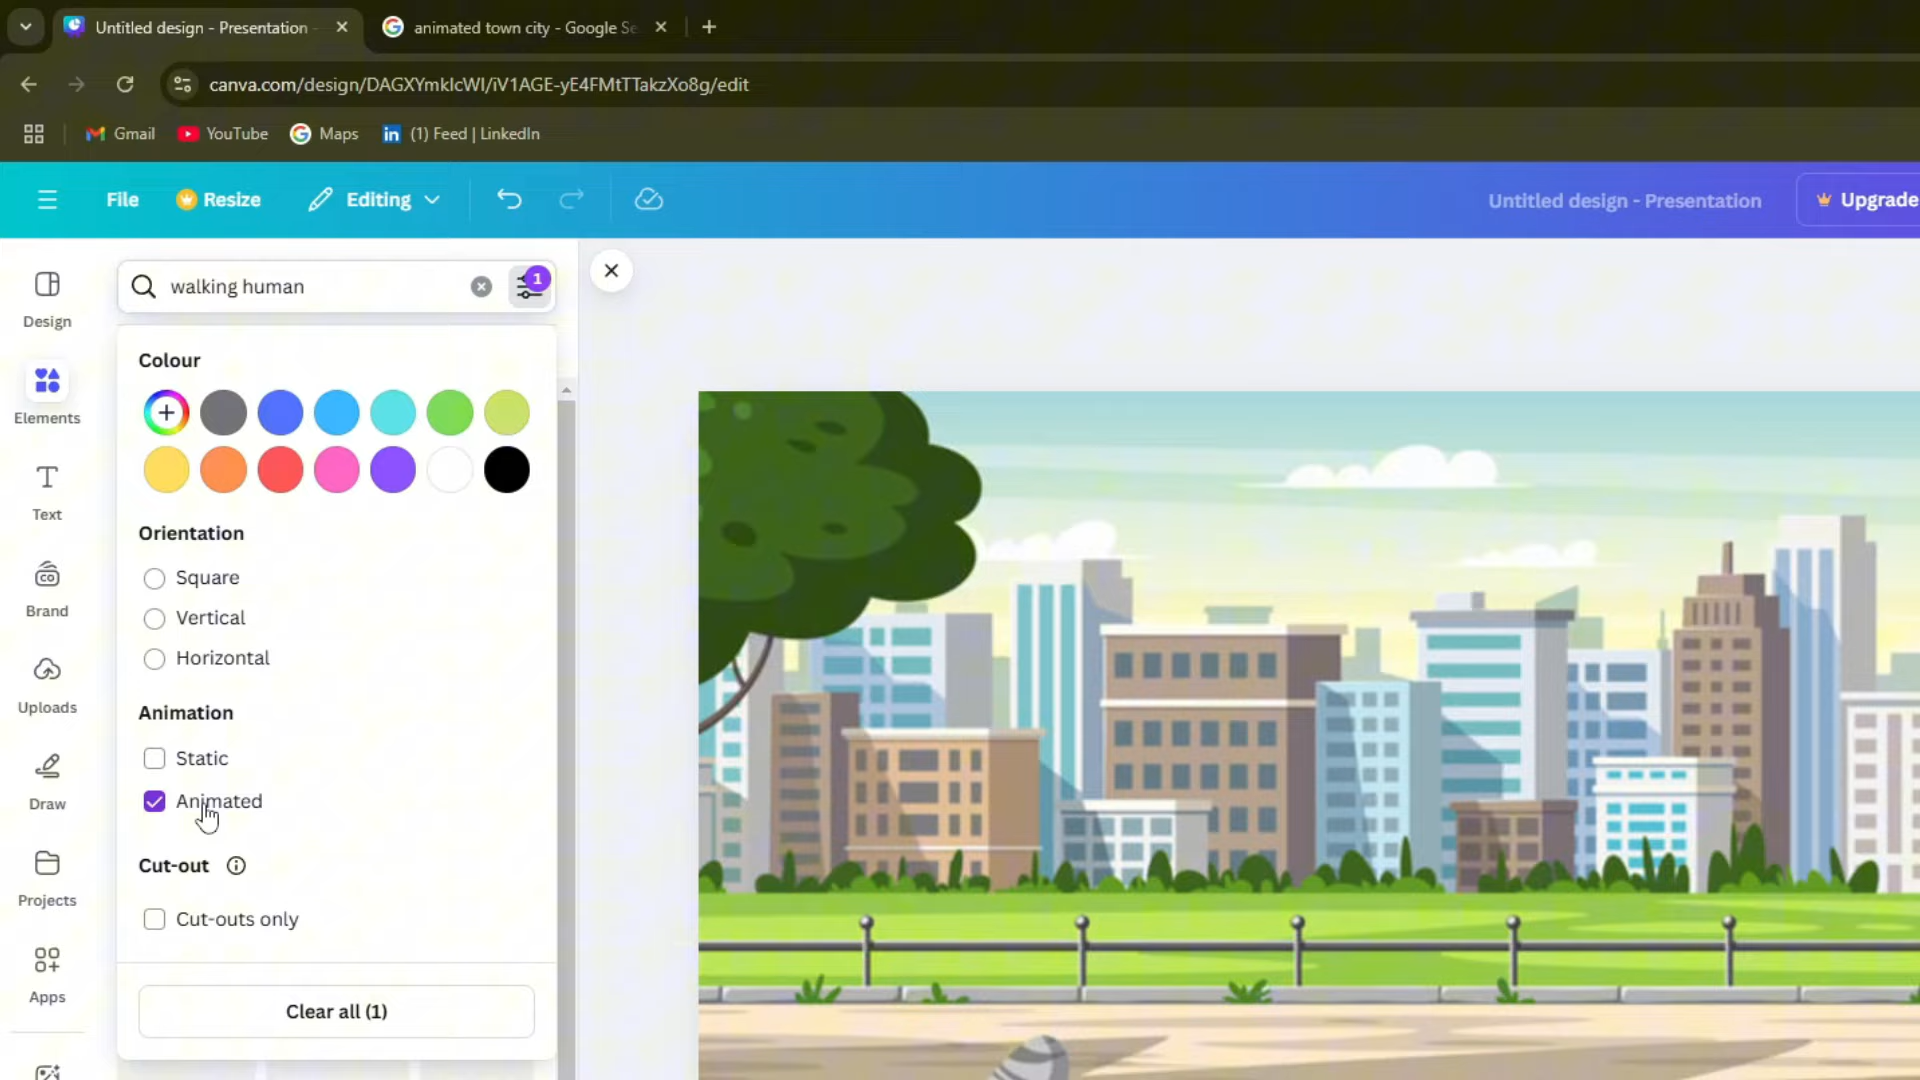 Untitled design - Presentation -
animated town city - Google Se
canva.com/design/DAGXYmklcWI/iV1AGE-yE4FMtTTakzXo8g/edit
Gmail
YouTube
Maps
(1) Feed | LinkedIn
File
Resize
Editing
Untitled design - Presentation
Upgrade
Design
Elements
Text
Brand
Uploads
Draw
Projects
Apps
walking human
1
Colour
Orientation
Square
Vertical
Horizontal
Animation
Static
Animated
Cut-out
Cut-outs only
Clear all (1)